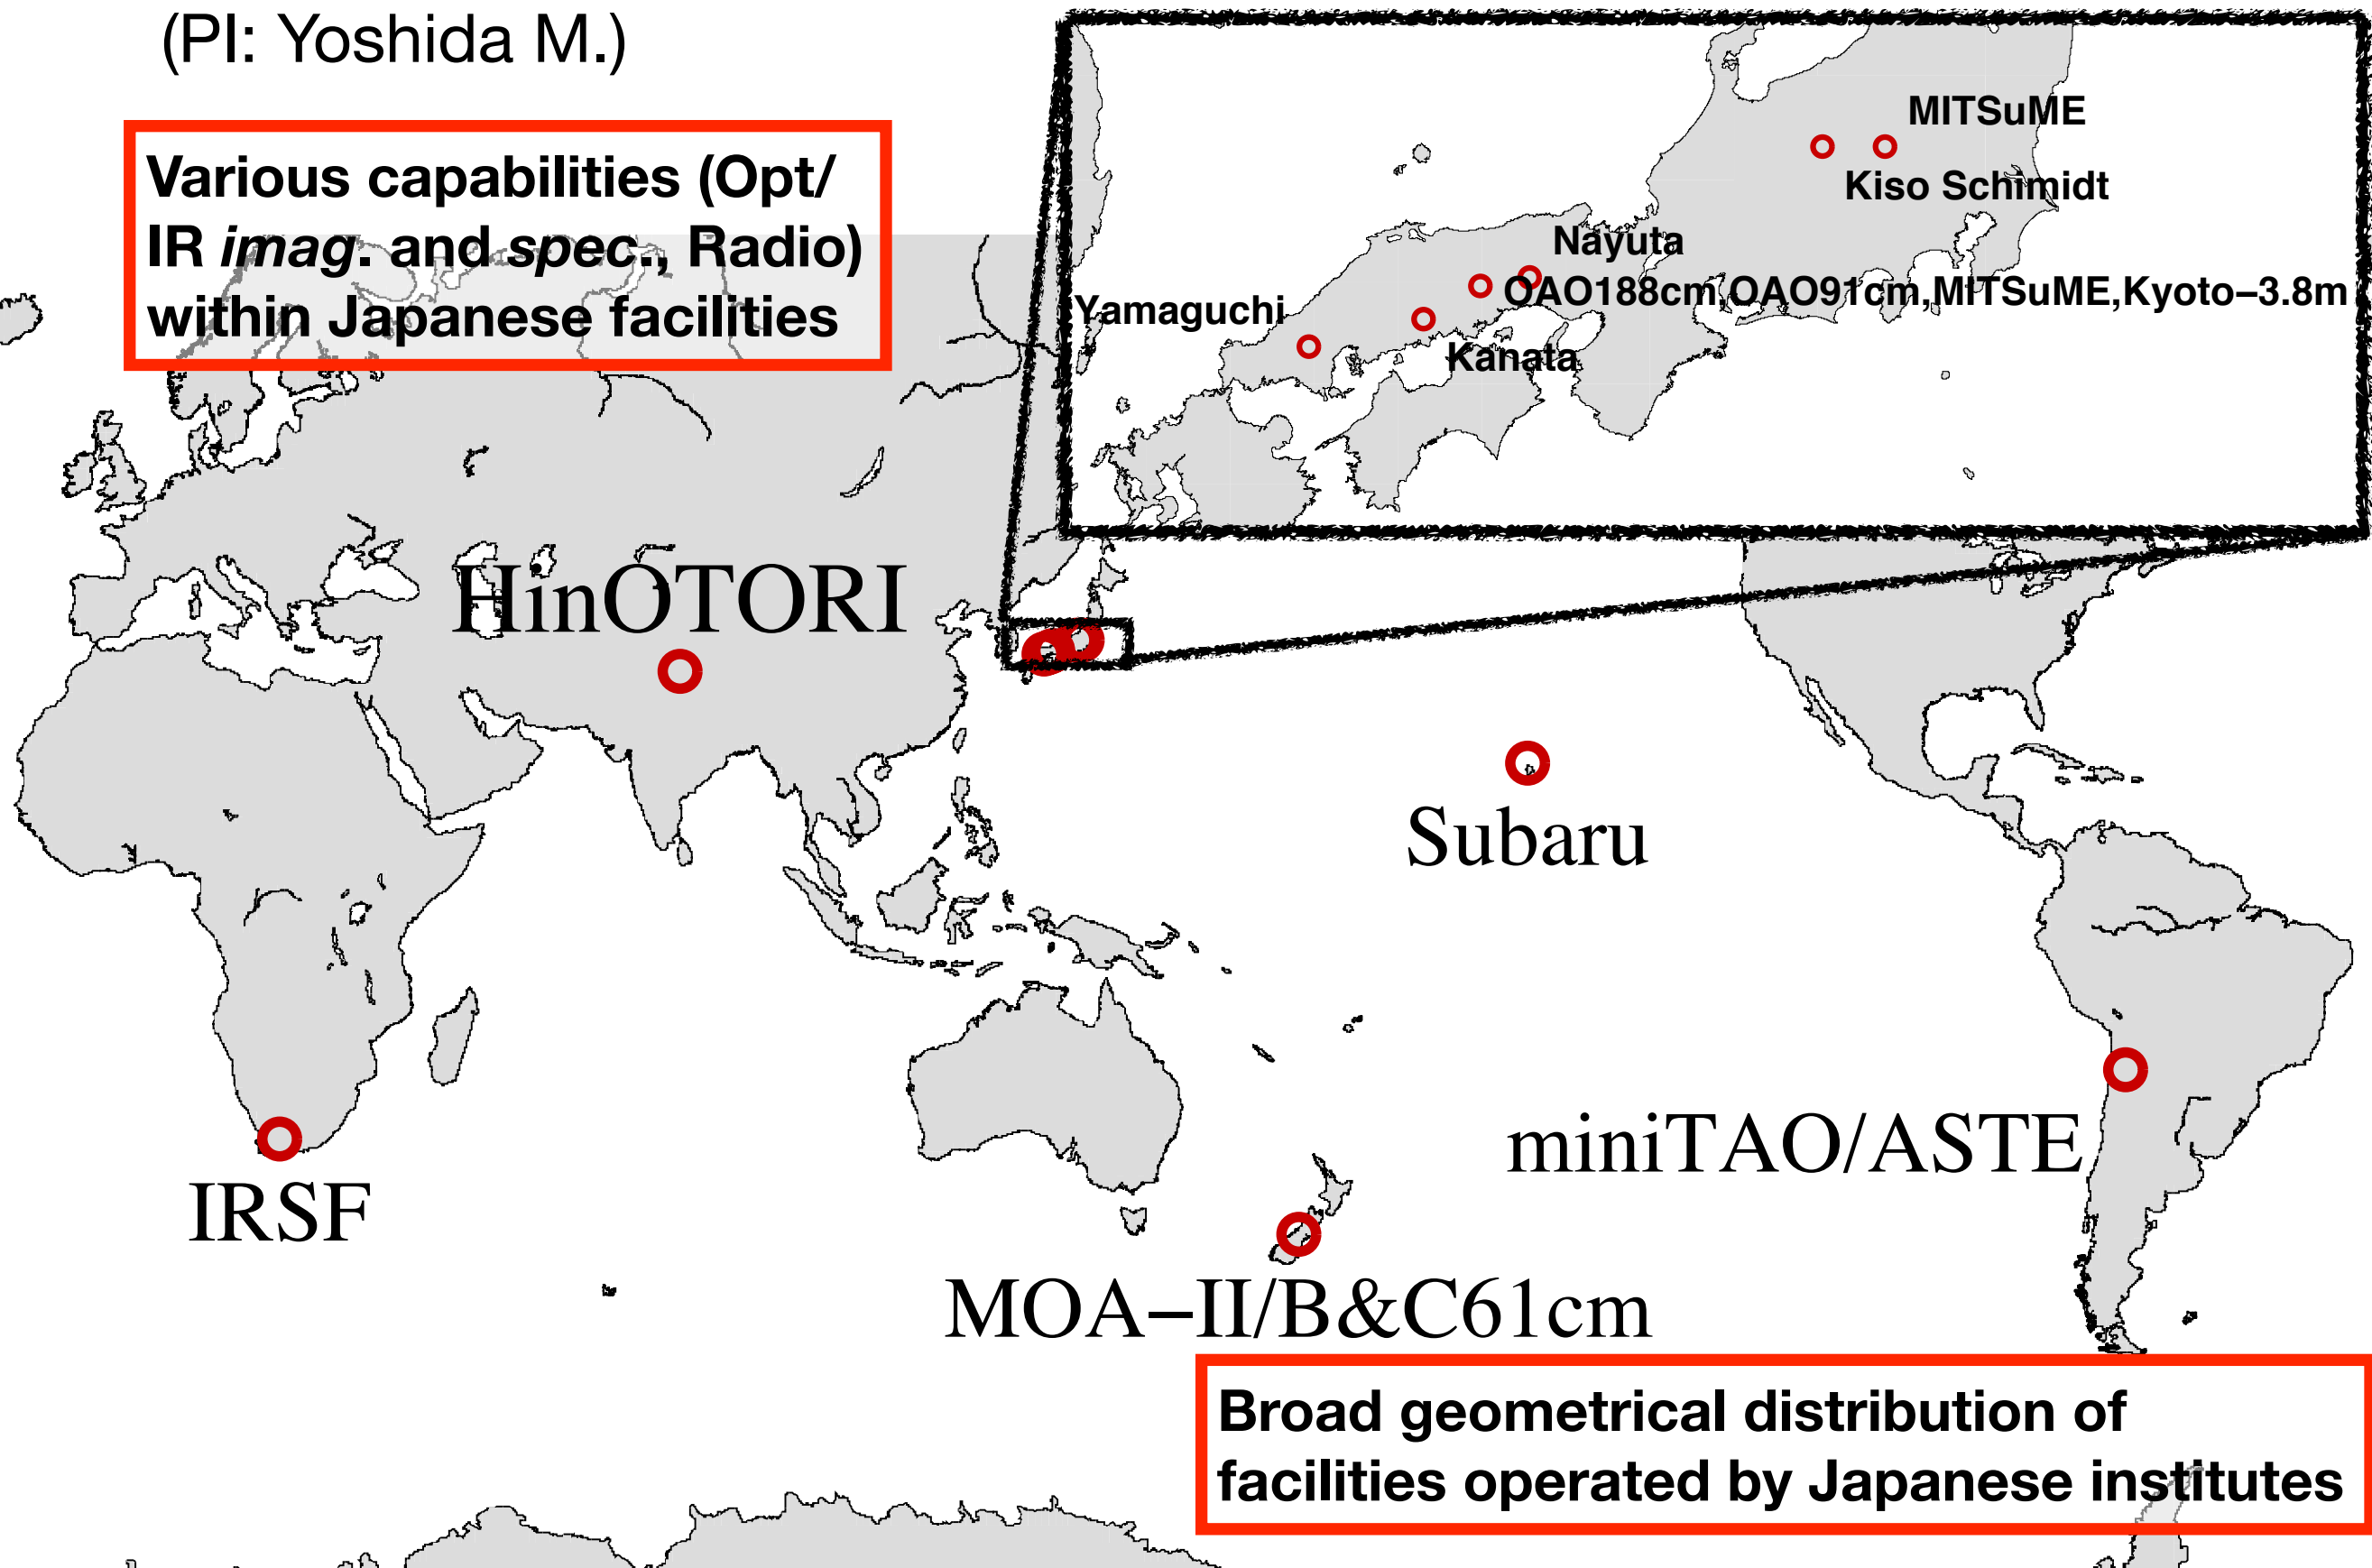 (PI: Yoshida M.)
Various capabilities (Opt/
IR imag. and spec., Radio)
within Japanese facilities
MITSuME
Kiso Schimidt
Nayuta
OAO188cm,OAO91cm,MITSuME,Kyoto−3.8m
Yamaguchi
Kanata
HinOTORI
Subaru
miniTAO/ASTE
IRSF
MOA−II/B&C61cm
Broad geometrical distribution of
facilities operated by Japanese institutes